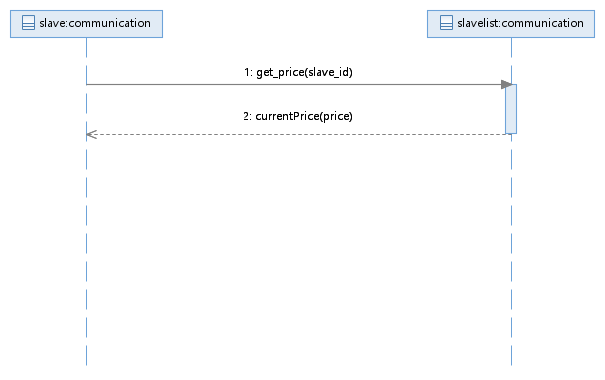 slave:communication
slavelist:communication
1: get_price(slave_id)
2: currentPrice(price)